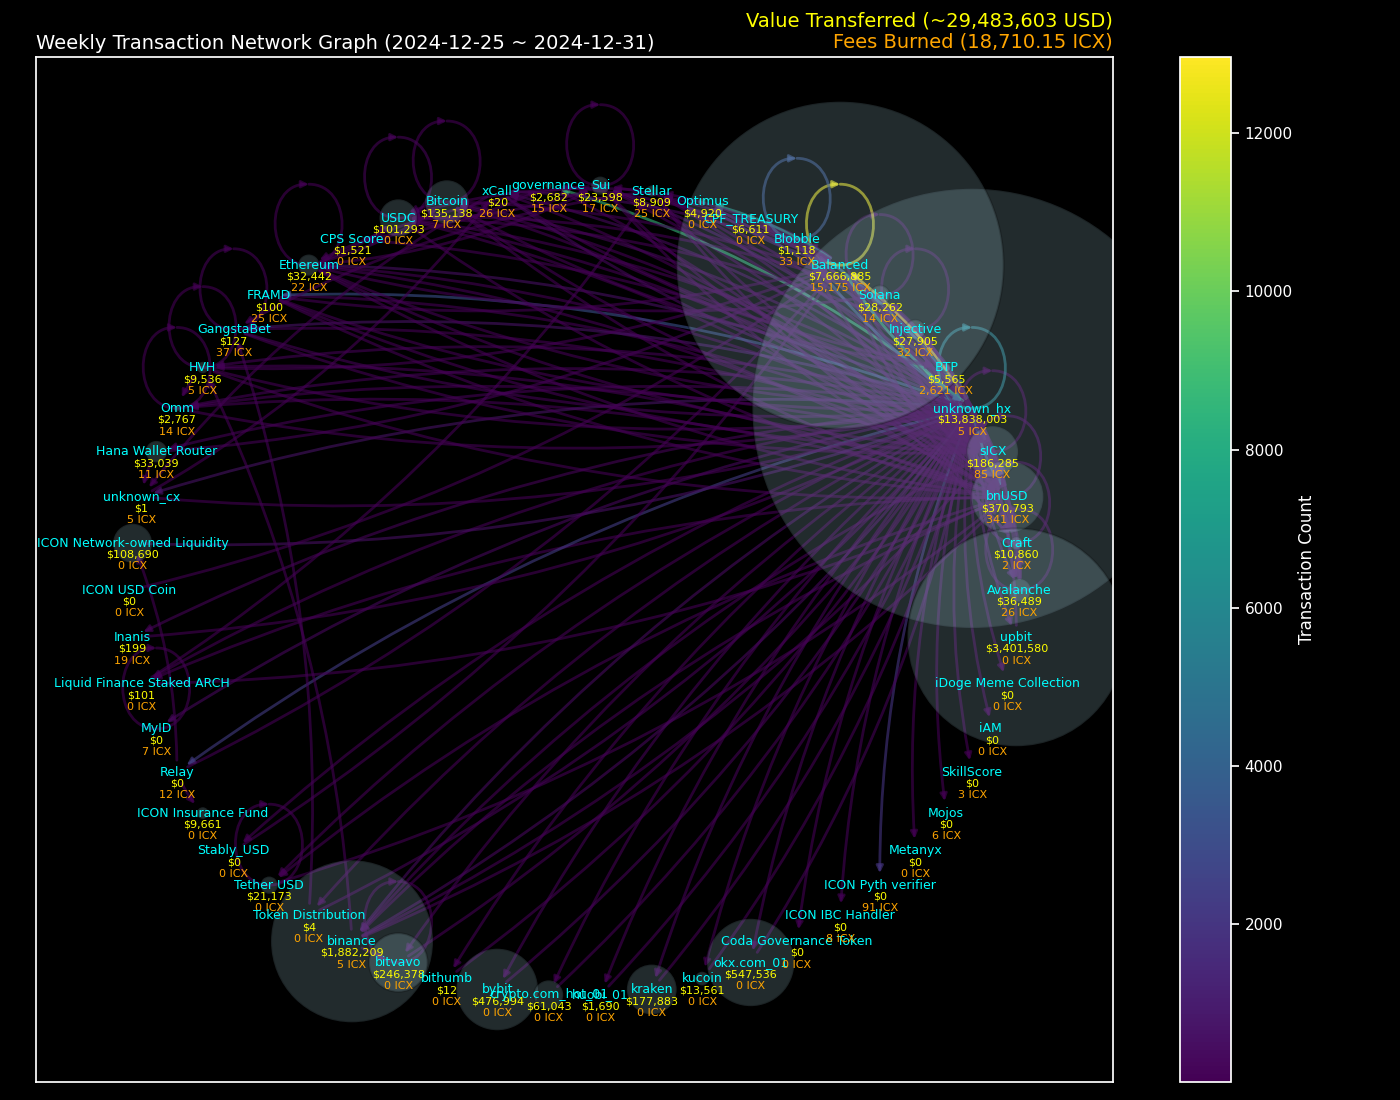 Value Transferred (~29,483,603 USD)
Weekly Transaction Network Graph (2024-12-25 ~ 2024-12-31)
Fees Burned (18,710.15 ICX)
Sui
$23,598
17 ICX
governance
$2,682
15 ICX
Stellar
$8,909
25 ICX
xCall
$20
26 ICX
Optimus
$4,920
0 ICX
Bitcoin
$135,138
7 ICX
_TREASURY
$6,611
0 ICX
USDC
$101,293
0 ICX
Blobble
$1,118
33 ICX
CPS Score
$1,521
0 ICX
Balanced
$7,666,885
15,175 ICX
Ethereum
$32,442
22 ICX
Solana
$28,262
14 ICX
FRAMD
$100
25 ICX
Injective
$27,905
32 ICX
GangstaBet
$127
37 ICX
BTP
$5,565
2,621 ICX
HVH
$9,536
5 ICX
unknown_hx
$13,838,003
5 ICX
Omm
$2,767
14 ICX
sICX
$186,285
85 ICX
Hana Wallet Router
$33,039
11 ICX
bnUSD
$370,793
341 ICX
unknown_cx
$1
5 ICX
Craft
$10,860
2 ICX
ICON Network-owned Liquidity
$108,690
0 ICX
Avalanche
$36,489
26 ICX
ICON USD Coin
$0
0 ICX
upbit
$3,401,580
0 ICX
Inanis
$199
19 ICX
iDoge Meme Collection
$0
0 ICX
Liquid Finance Staked ARCH
$101
0 ICX
iAM
$0
0 ICX
MyID
$0
7 ICX
SkillScore
$0
3 ICX
Relay
$0
12 ICX
Mojos
$0
6 ICX
ICON Insurance Fund
$9,661
0 ICX
Metanyx
$0
0 ICX
Stably_USD
$0
0 ICX
ICON Pyth verifier
$0
91 ICX
Tether USD
$21,173
0 ICX
ICON IBC Handler
$0
8 ICX
Token Distribution
$4
0 ICX
Coda Governance Token
$0
0 ICX
binance
$1,882,209
5 ICX
okx.com_01
$547,536
0 ICX
bitvavo
$246,378
0 ICX
kucoin
$13,561
0 ICX
bithumb
$12
0 ICX
kraken
$177,883
0 ICX
bybit
$476,994
0 ICX
crypto.com_hot_01
$61,043
0 ICX
huobi_01
$1,690
0 ICX
12000
10000
8000
6000
4000
2000
Transaction Count